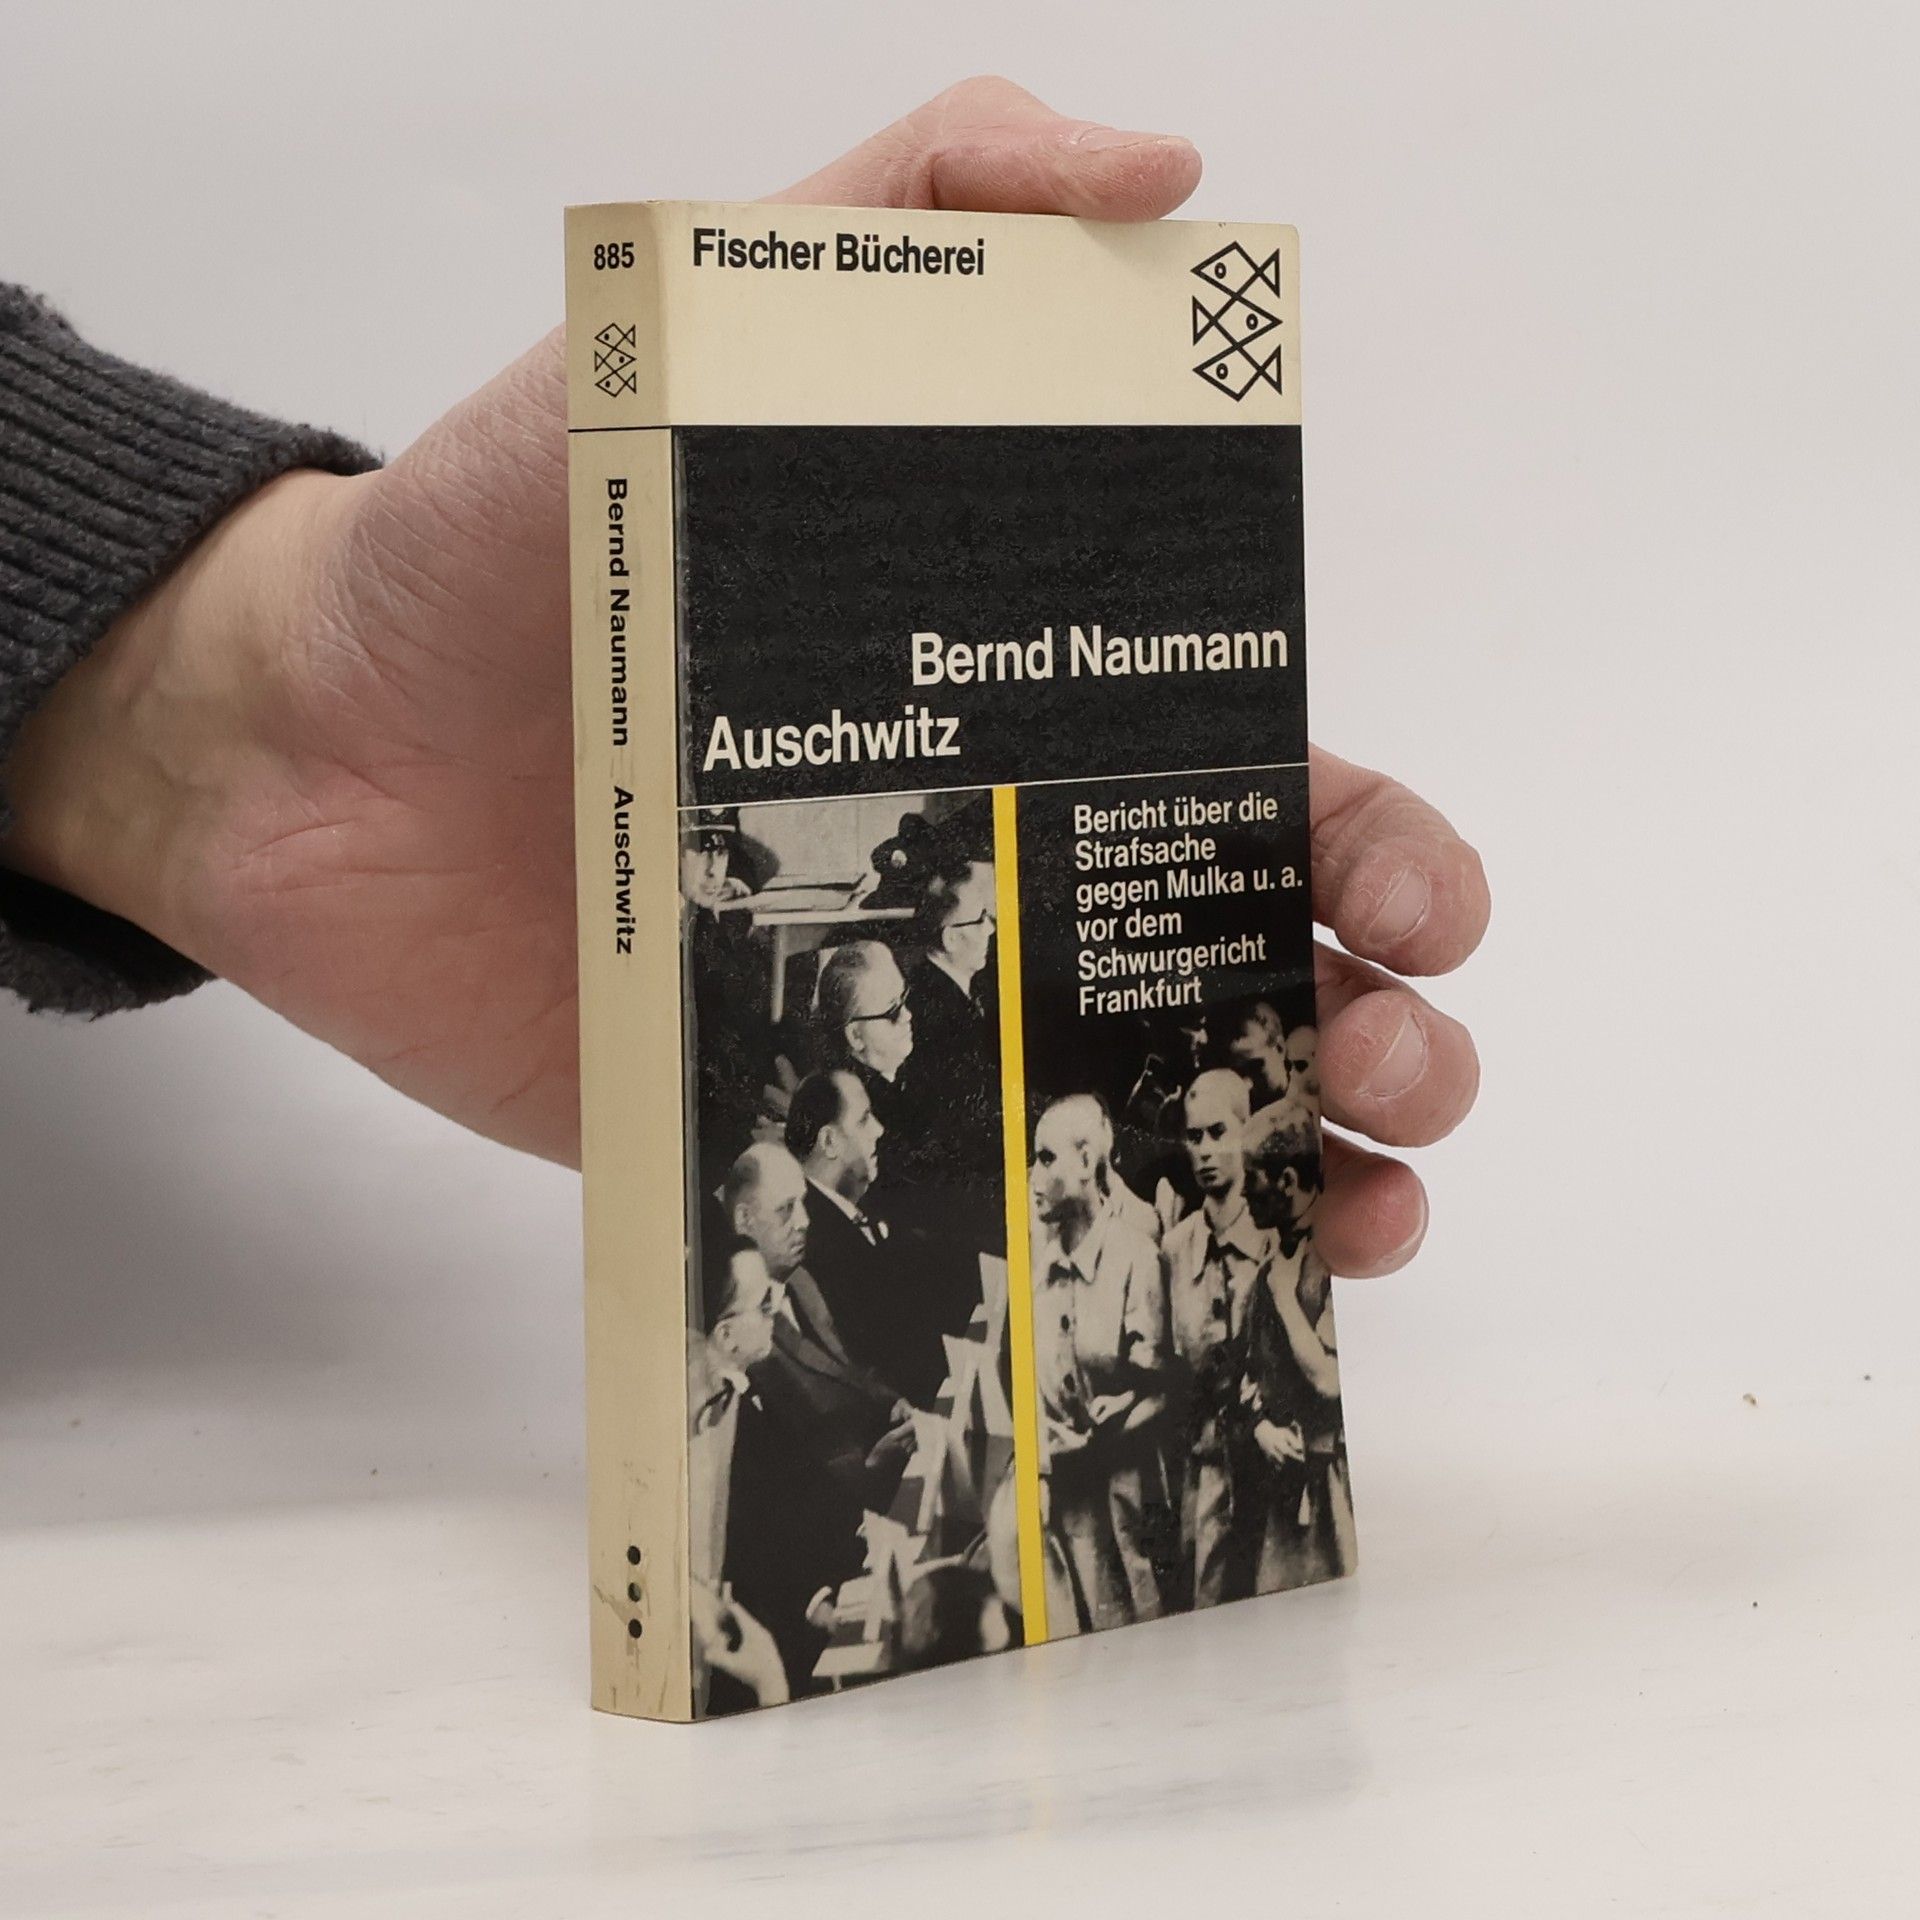 885
Fischer Bücherei
Bernd Naumann Auschwitz
Bernd Naumann
Auschwitz
Bericht über die
Strafsache
gegen Mulka u. a.
vor dem
Schwurgericht
Frankfurt